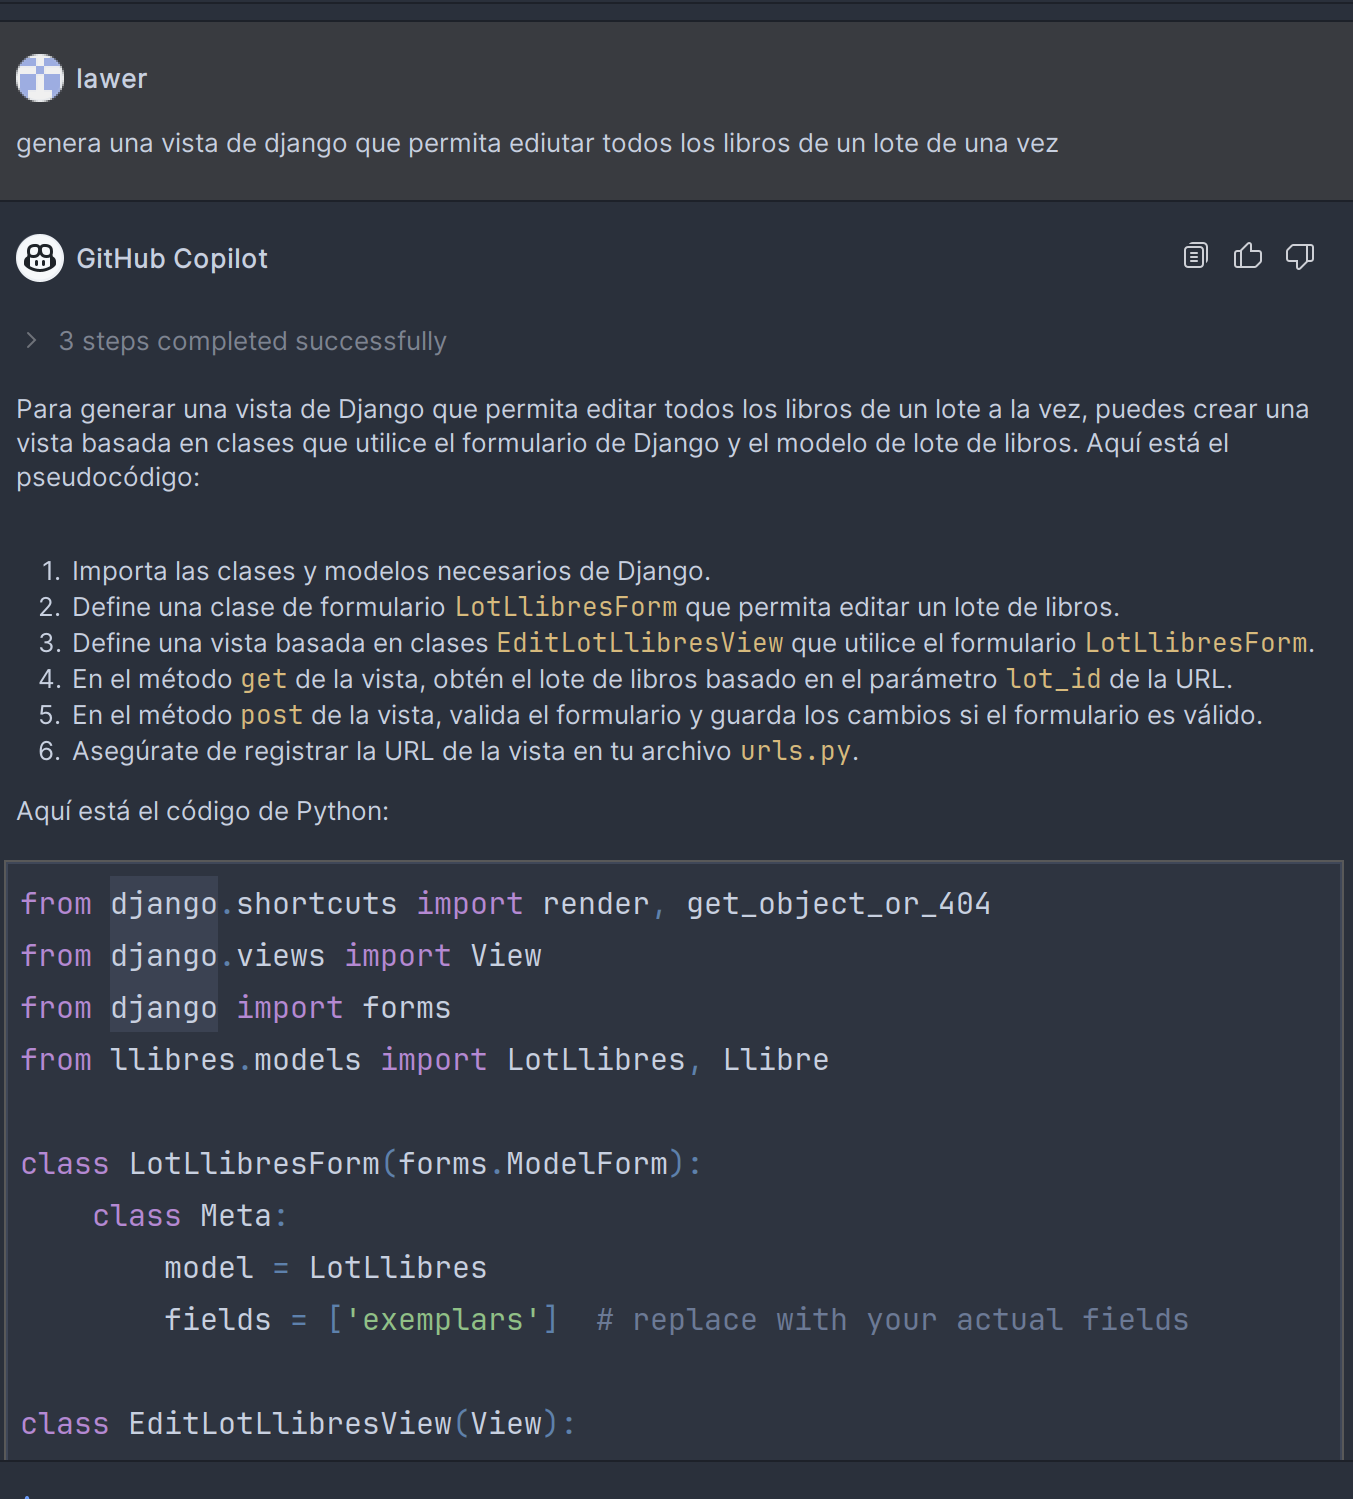 lawer
genera una vista de django que permita ediutar todos los libros de un lote de una vez
GitHub Copilot
3 steps completed successfully
Para generar una vista de Django que permita editar todos los libros de un lote a la vez, puedes crear una
vista basada en clases que utilice el formulario de Django y el modelo de lote de libros. Aquí está el
pseudocódigo:
1. Importa las clases y modelos necesarios de Django.
2. Define una clase de formulario LotLlibresForm que permita editar un lote de libros.
3. Define una vista basada en clases EditLotLlibresView que utilice el formulario LotLlibresForm.
4. En el método get de la vista, obtén el lote de libros basado en el parámetro lot_id de la URL.
5. En el método post de la vista, valida el formulario y guarda los cambios si el formulario es válido.
6. Asegúrate de registrar la URL de la vista en tu archivo urls.py.
Aquí está el código de Python:
from django.shortcuts import render, get_object_or_404
from django.views import View
from django import forms
from llibres.models import LotLlibres, Llibre
class LotLlibresForm(forms.ModelForm):
    class Meta:
        model = LotLlibres
        fields = ['exemplars']  # replace with your actual fields
class EditLotLlibresView(View):